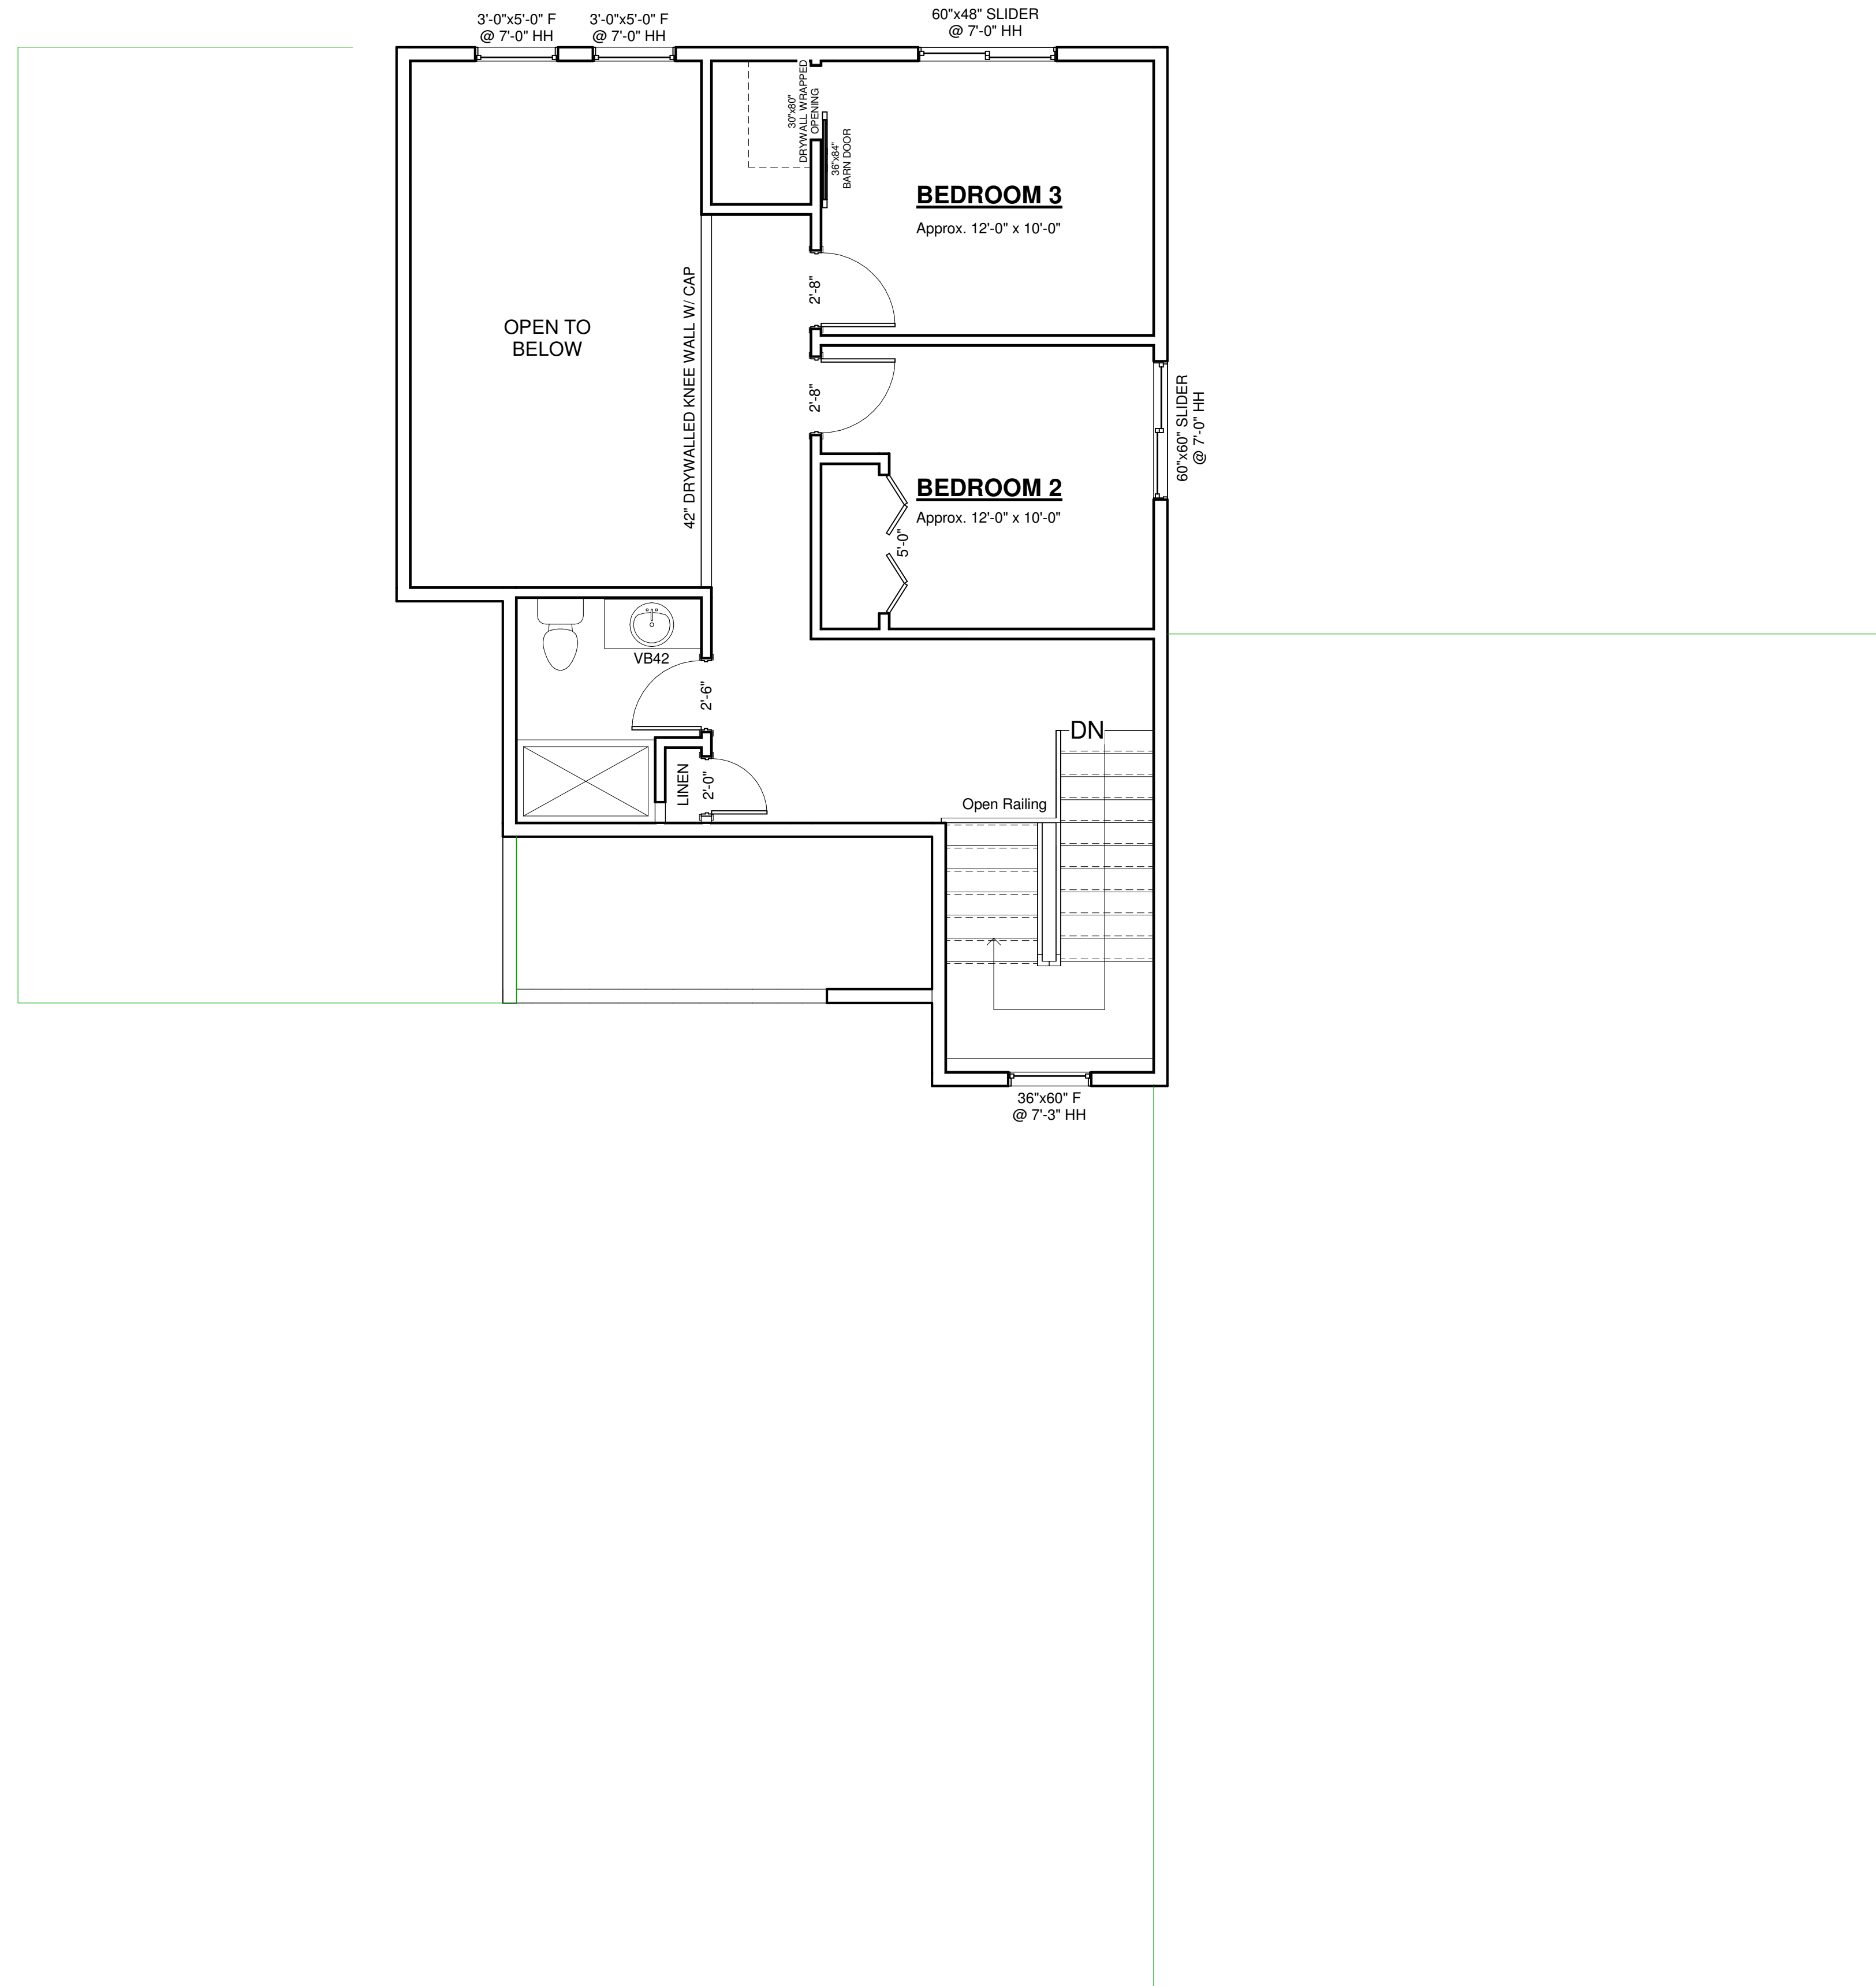 3'-0"x5'-0" F
@ 7'-0" HH
3'-0"x5'-0" F
@ 7'-0" HH
60"x48" SLIDER
@ 7'-0" HH
30"x80"
DRYWALL WRAPPED
OPENING
36"x84"
BARN DOOR
BEDROOM 3
Approx. 12'-0" x 10'-0"
2'-8"
OPEN TO
BELOW
42" DRYWALLED KNEE WALL W/ CAP
2'-8"
60"x60" SLIDER
@ 7'-0" HH
BEDROOM 2
Approx. 12'-0" x 10'-0"
5'-0"
VB42
2'-6"
DN
LINEN
2'-0"
Open Railing
36"x60" F
@ 7'-3" HH